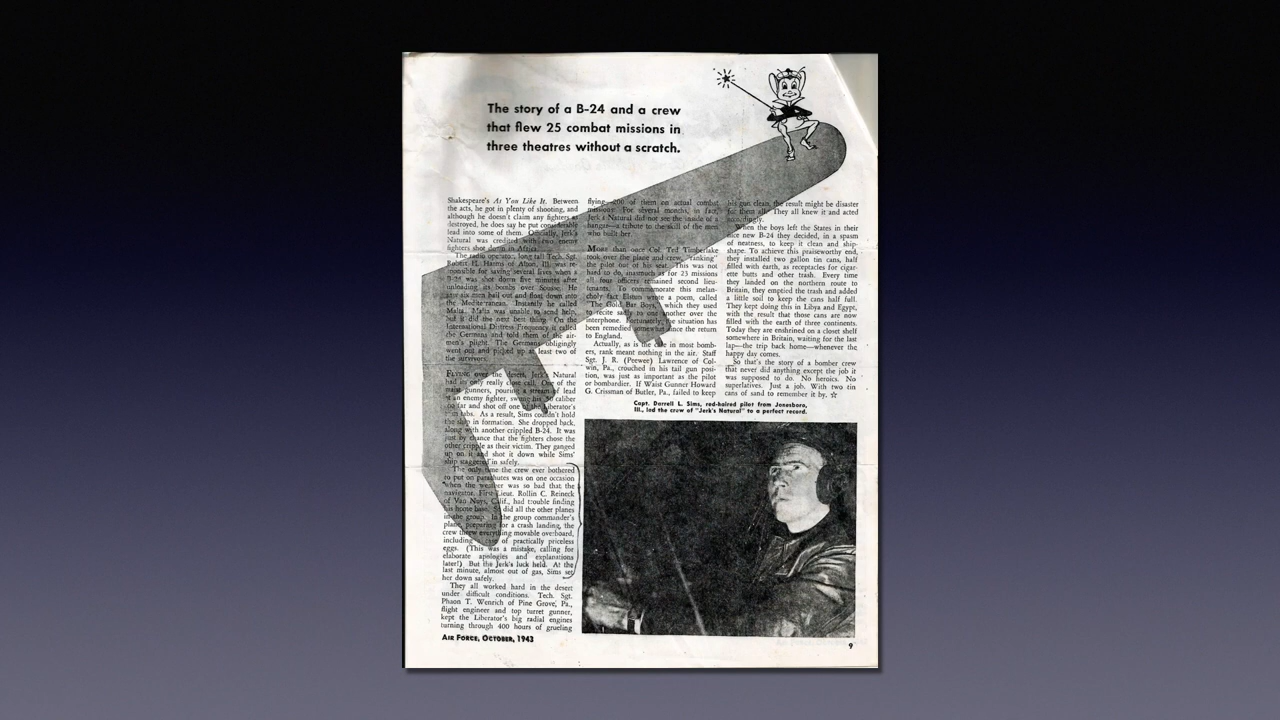 The story of a B-24 and a crew
that flew 25 combat missions in
three theatres without a scratch.
Shakespeare's As You Like It. Between
the acts, he got in plenty of shooting, and
although he doesn't claim any fighters as
destroyed, he does say he put considerable
lead into some of them. Officially, Jerk's
Natural was credited with two enemy
fighters shot down in Africa.
The radio operator, long tall Tech. Sgt.
Robert H. Harms of Alton, Ill. was re-
sponsible for saving several lives when a
B-24 was shot down five minutes after
unloading its bombs over Sousse. He
saw six men bail out and float down into
the Mediterranean. Instantly he called
Malta. Malta was unable to send help,
but it did the next best thing. On the
International Distress Frequency it called
the Germans and told them of the air-
men's plight. The Germans obligingly
went out and picked up at least two of
the survivors.
Flying over the desert, Jerk's Natural
had its only really close call. One of the
waist gunners, pouring a stream of lead
at an enemy fighter, swung his 50 caliber
too far and shot off one of the Liberator's
trim tabs. As a result, Sims couldn't hold
the ship in formation. She dropped back,
along with another crippled B-24. It was
just by chance that the fighters chose the
other cripple as their victim. They ganged
up on it and shot it down while Sims'
ship staggered in safely.
The only time the crew ever bothered
to put on parachutes was on one occasion
when the weather was so bad that the
navigator, First Lieut. Rollin C. Reineck
of Van Nuys, Calif., had trouble finding
his home base. So did all the other planes
in the group. In the group commander's
plane, preparing for a crash landing, the
crew threw everything movable overboard,
including a case of practically priceless
eggs. (This was a mistake, calling for
elaborate apologies and explanations
later!) But the Jerk's luck held. At the
last minute, almost out of gas, Sims set
her down safely.
They all worked hard in the desert
under difficult conditions. Tech. Sgt.
Phaon T. Wenrich of Pine Grove, Pa.,
flight engineer and top turret gunner,
kept the Liberator's big radial engines
turning through 400 hours of grueling
flying—200 of them on actual combat
missions. For several months, in fact,
Jerk's Natural did not see the inside of a
hangar—a tribute to the skill of the men
who built her.
More than once Col. Ted Timberlake
took over the plane and crew, "ranking"
the pilot out of his seat. This was not
hard to do, inasmuch as for 23 missions
all four officers remained second lieu-
tenants. To commemorate this melan-
choly fact Elston wrote a poem, called
"The Gold Bar Boys," which they used
to recite sadly to one another over the
interphone. Fortunately, the situation has
been remedied somewhat since the return
to England.
Actually, as is the case in most bomb-
ers, rank meant nothing in the air. Staff
Sgt. J. R. (Peewee) Lawrence of Col-
win, Pa., crouched in his tail gun posi-
tion, was just as important as the pilot
or bombardier. If Waist Gunner Howard
G. Crissman of Butler, Pa., failed to keep
his gun clean, the result might be disaster
for them all. They all knew it and acted
accordingly.
When the boys left the States in their
nice new B-24 they decided, in a spasm
of neatness, to keep it clean and ship-
shape. To achieve this praiseworthy end,
they installed two gallon tin cans, half
filled with earth, as receptacles for cigar-
ette butts and other trash. Every time
they landed on the northern route to
Britain, they emptied the trash and added
a little soil to keep the cans half full.
They kept doing this in Libya and Egypt,
with the result that those cans are now
filled with the earth of three continents.
Today they are enshrined on a closet shelf
somewhere in Britain, waiting for the last
lap—the trip back home—whenever the
happy day comes.
So that's the story of a bomber crew
that never did anything except the job it
was supposed to do. No heroics. No
superlatives. Just a job. With two tin
cans of sand to remember it by. ☆
Capt. Darrell L. Sims, red-haired pilot from Jonesboro,
Ill., led the crew of "Jerk's Natural" to a perfect record.
Air Force, October, 1943
9